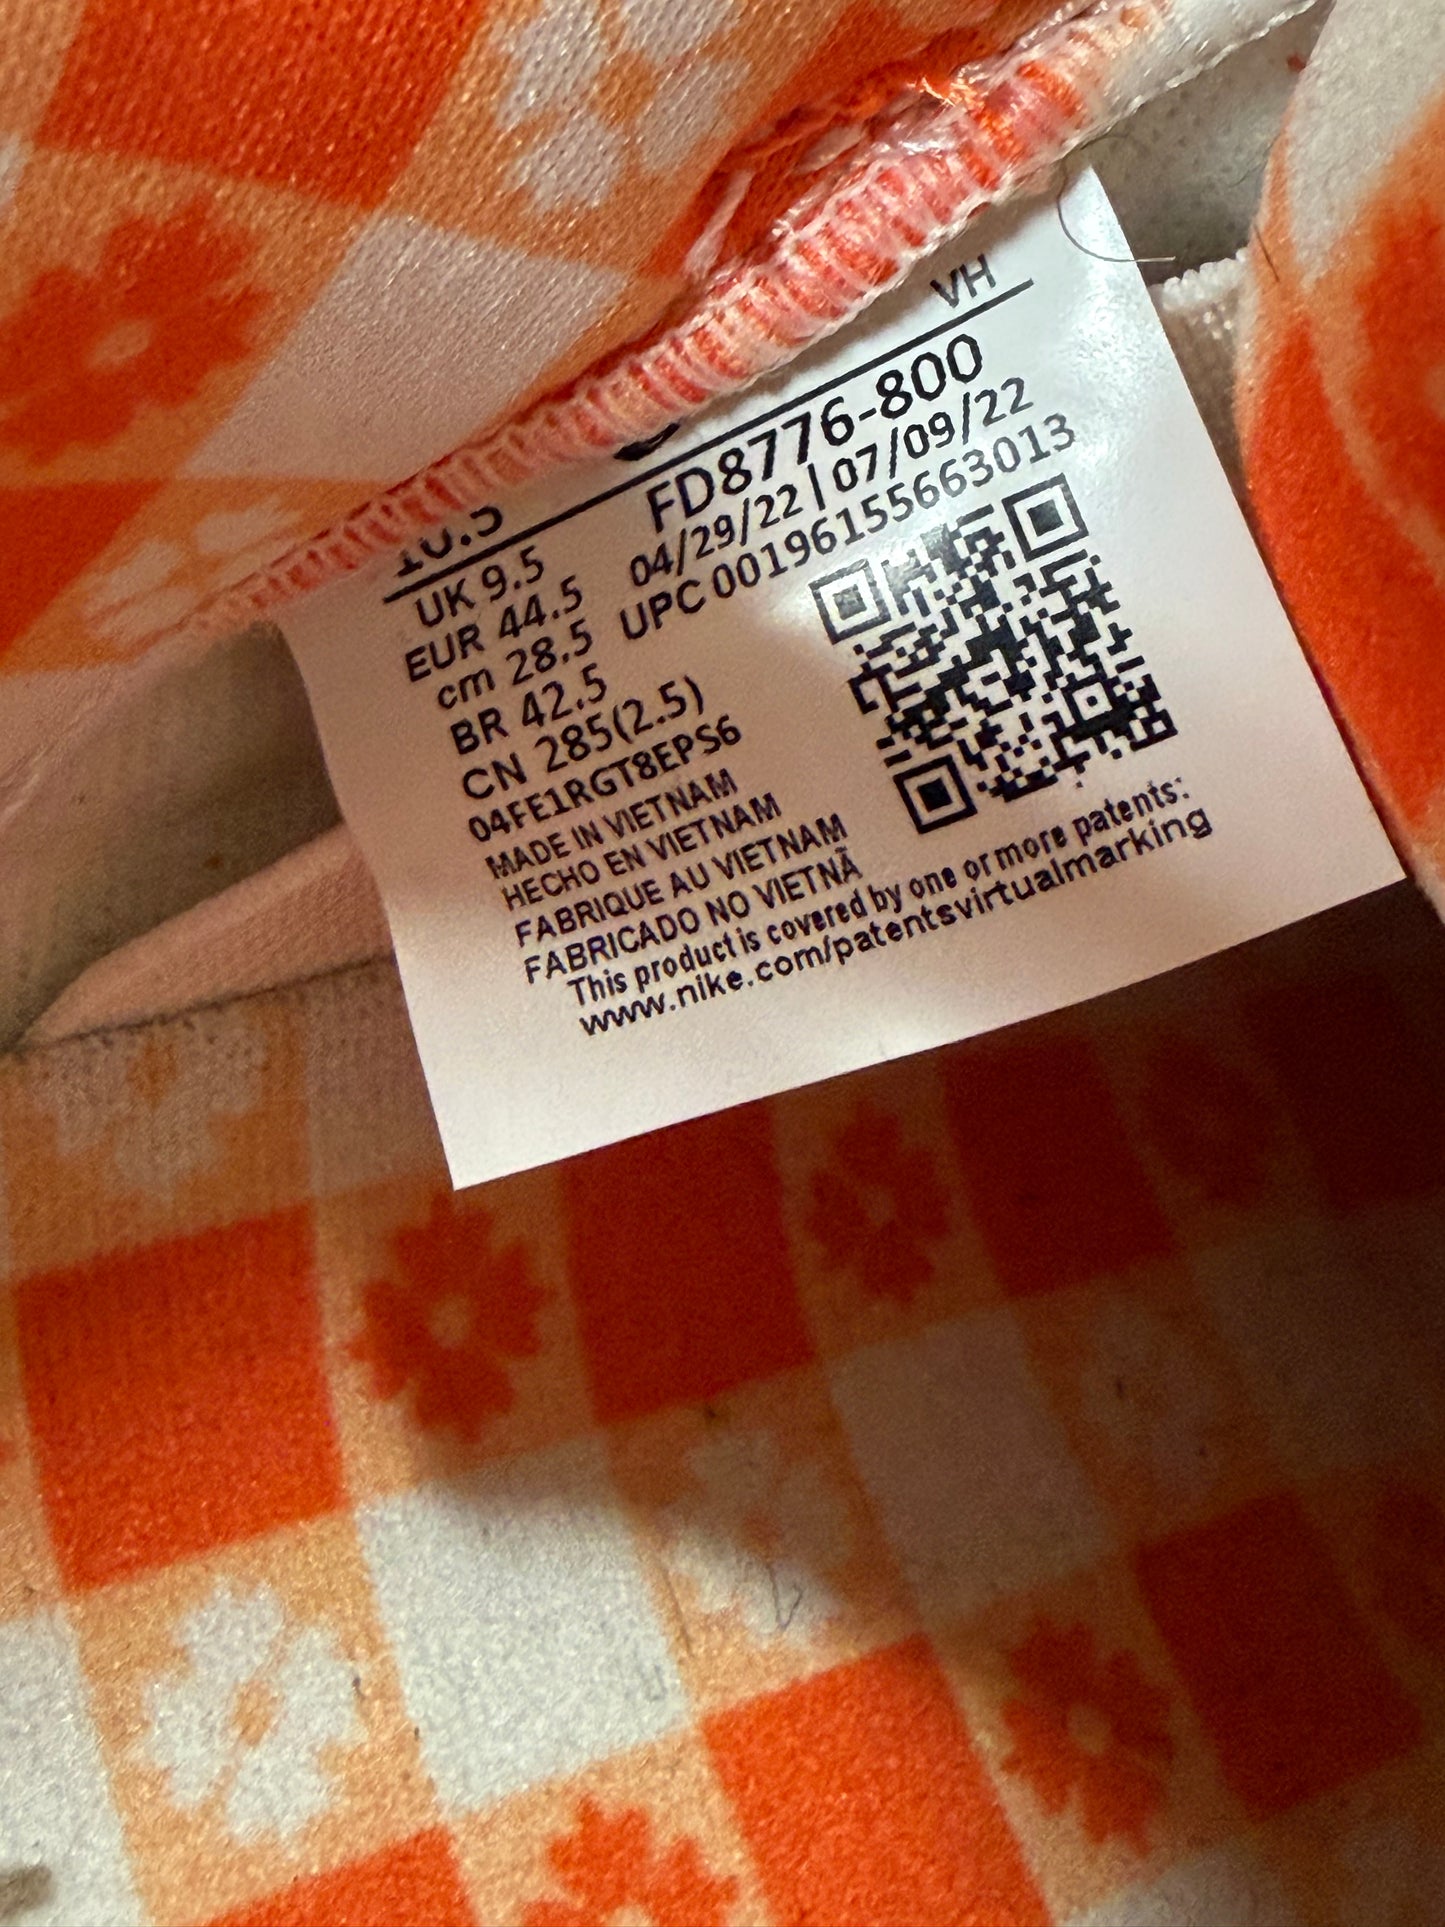 VH
10.5
UK 9.5
EUR 44.5
cm 28.5
BR 42.5
CN 285(2.5)
04FE1RGT8EPS6
FD8776-800
04/29/22 | 07/09/22
UPC 00196155663013
MADE IN VIETNAM
HECHO EN VIETNAM
FABRIQUE AU VIETNAM
FABRICADO NO VIETNÃ
This product is covered by one or more patents:
www.nike.com/patentsvirtualmarking